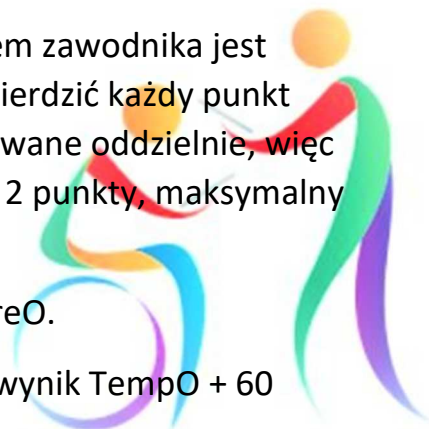 em zawodnika jest
ierdzić każdy punkt
wane oddzielnie, więc
2 punkty, maksymalny
reO.
wynik TempO + 60